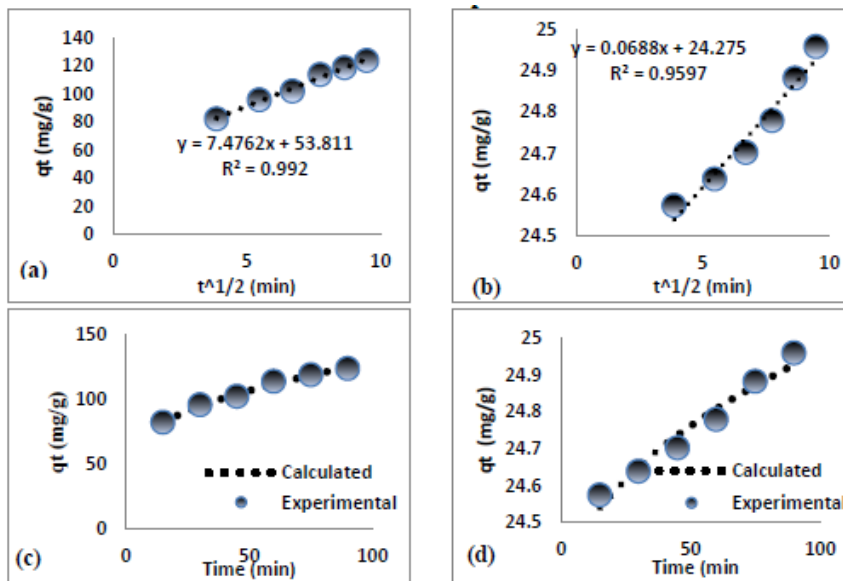 140
120
100
80
60
40
20
0
qt (mg/g)
y = 7.4762x + 53.811
R² = 0.992
0 5 10
t^1/2 (min)
(a)
25
24.9
24.8
24.7
24.6
24.5
qt (mg/g)
y = 0.0688x + 24.275
R² = 0.9597
0 5 10
t^1/2 (min)
(b)
150
100
50
0
qt (mg/g)
Calculated
Experimental
0 50 100
Time (min)
(c)
25
24.9
24.8
24.7
24.6
24.5
qt (mg/g)
Calculated
Experimental
0 50 100
Time (min
(d)